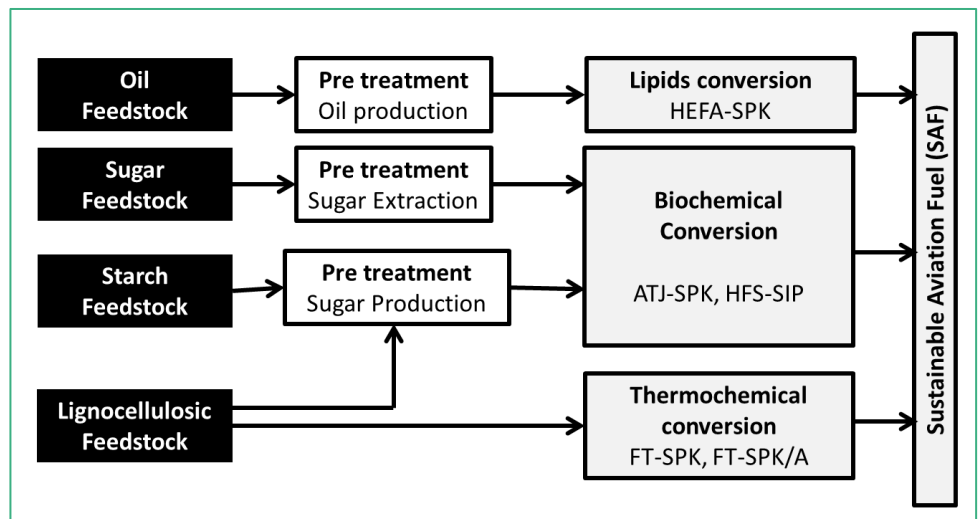 Oil
Feedstock
Pre treatment
Oil production
Lipids conversion
HEFA-SPK
Sugar
Feedstock
Pre treatment
Sugar Extraction
Biochemical
Conversion
ATJ-SPK, HFS-SIP
Starch
Feedstock
Pre treatment
Sugar Production
Lignocellulosic
Feedstock
Thermochemical
conversion
FT-SPK, FT-SPK/A
Sustainable Aviation Fuel (SAF)